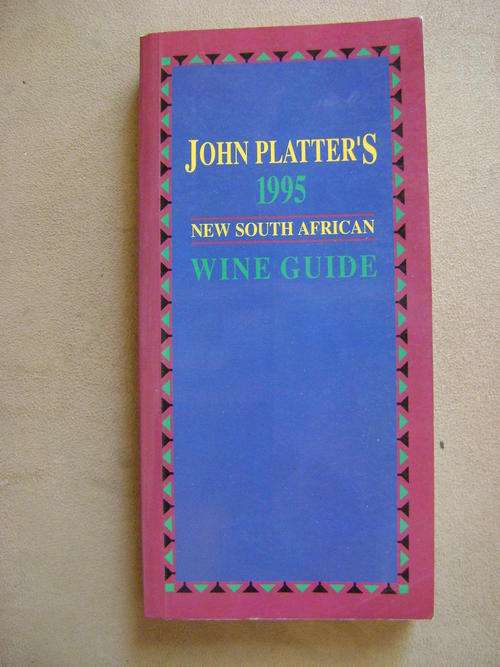 JOHN PLATTER'S
1995
NEW SOUTH AFRICAN
WINE GUIDE